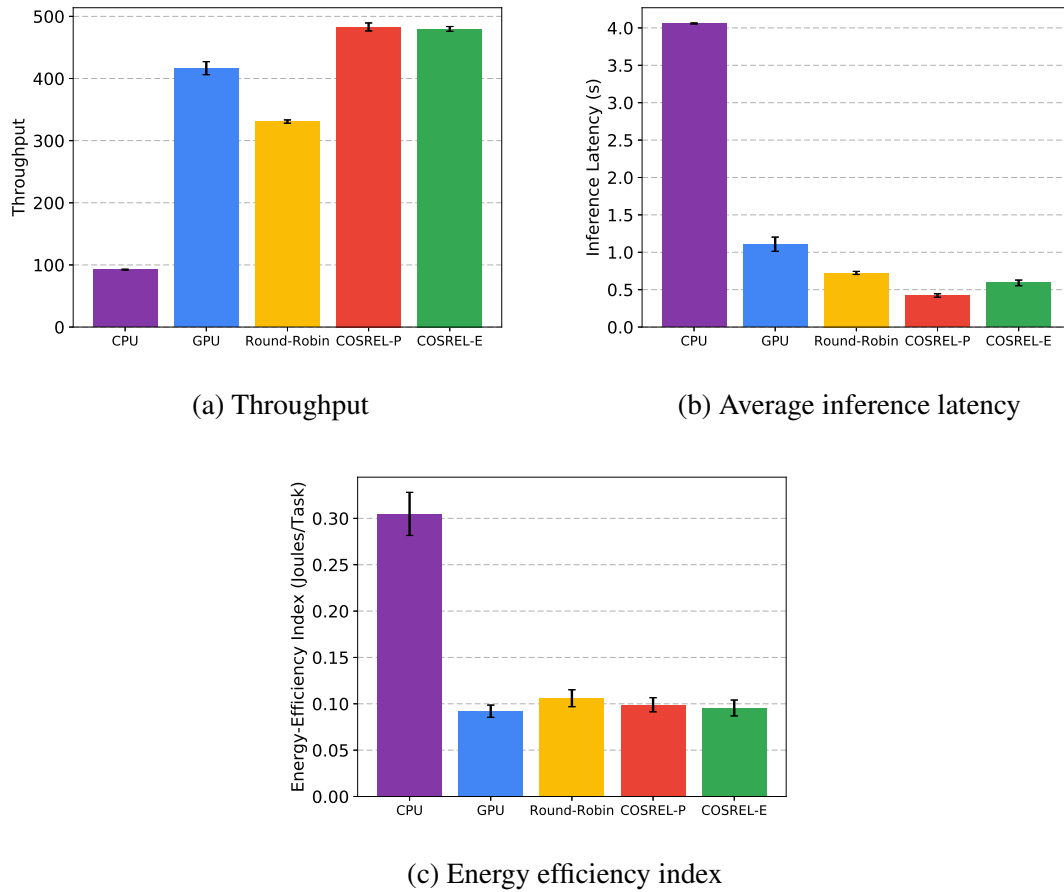 500
400
300
200
100
0
Throughput
CPU GPU Round-Robin COSREL-P COSREL-E
(a) Throughput
4.0
3.5
3.0
2.5
2.0
1.5
1.0
0.5
0.0
Inference Latency (s)
CPU GPU Round-Robin COSREL-P COSREL-E
(b) Average inference latency
0.30
0.25
0.20
0.15
0.10
0.05
0.00
Energy-Efficiency Index (Joules/Task)
CPU GPU Round-Robin COSREL-P COSREL-E
(c) Energy efficiency index